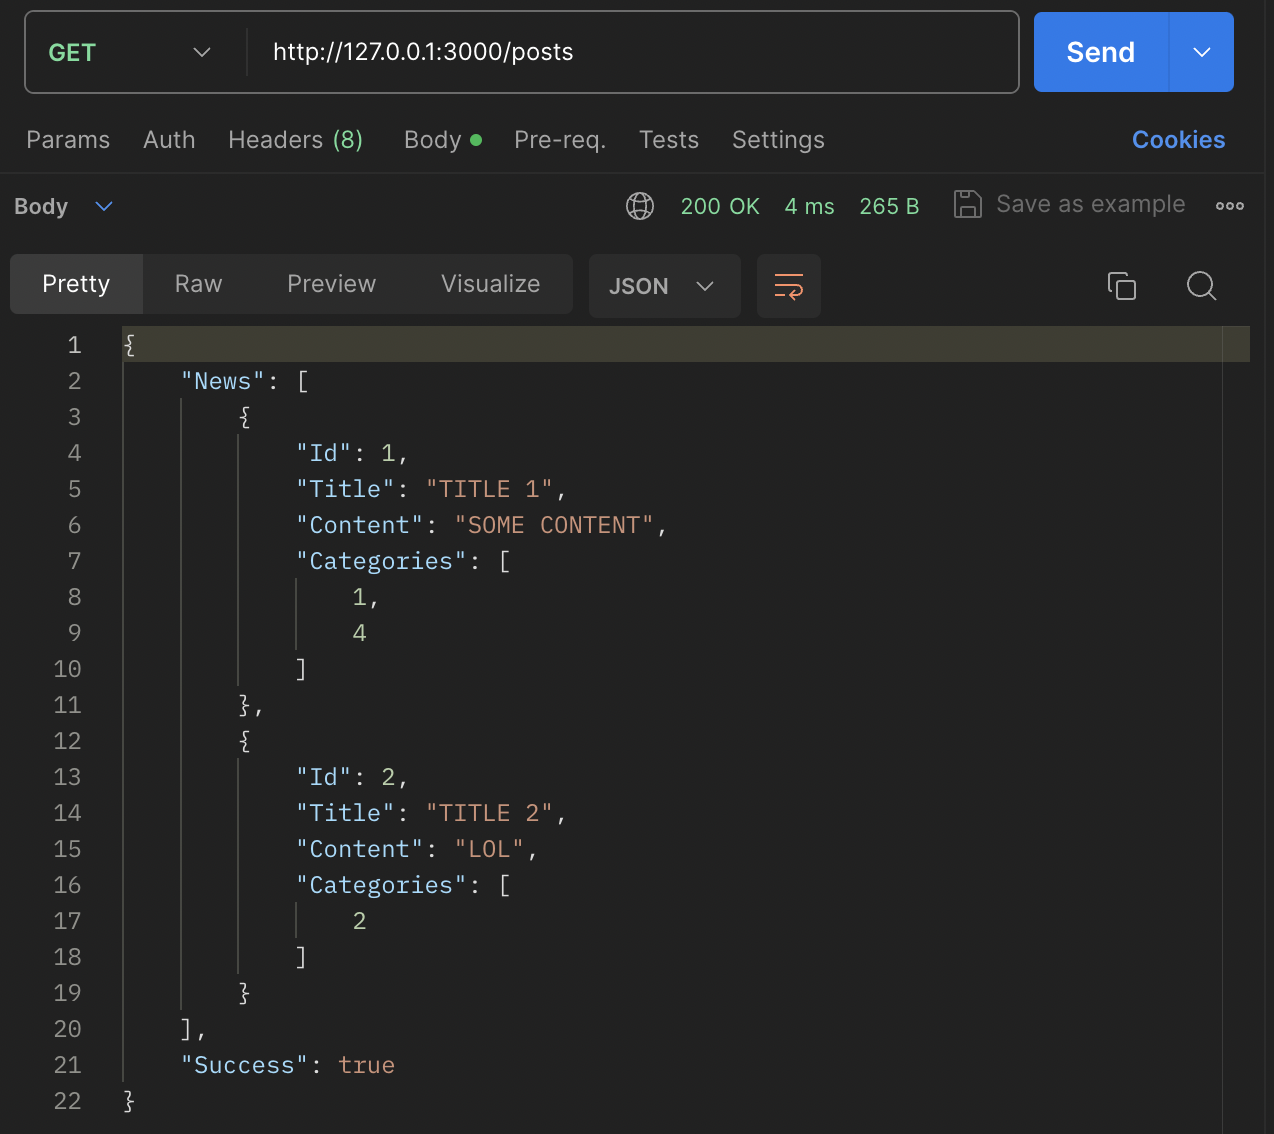 GET http://127.0.0.1:3000/posts Send
Params Auth Headers (8) Body Pre-req. Tests Settings Cookies
Body 200 OK 4 ms 265 B Save as example
Pretty Raw Preview Visualize JSON
1 {
2 "News": [
3 {
4 "Id": 1,
5 "Title": "TITLE 1",
6 "Content": "SOME CONTENT",
7 "Categories": [
8 1,
9 4
10 ]
11 },
12 {
13 "Id": 2,
14 "Title": "TITLE 2",
15 "Content": "LOL",
16 "Categories": [
17 2
18 ]
19 }
20 ],
21 "Success": true
22 }